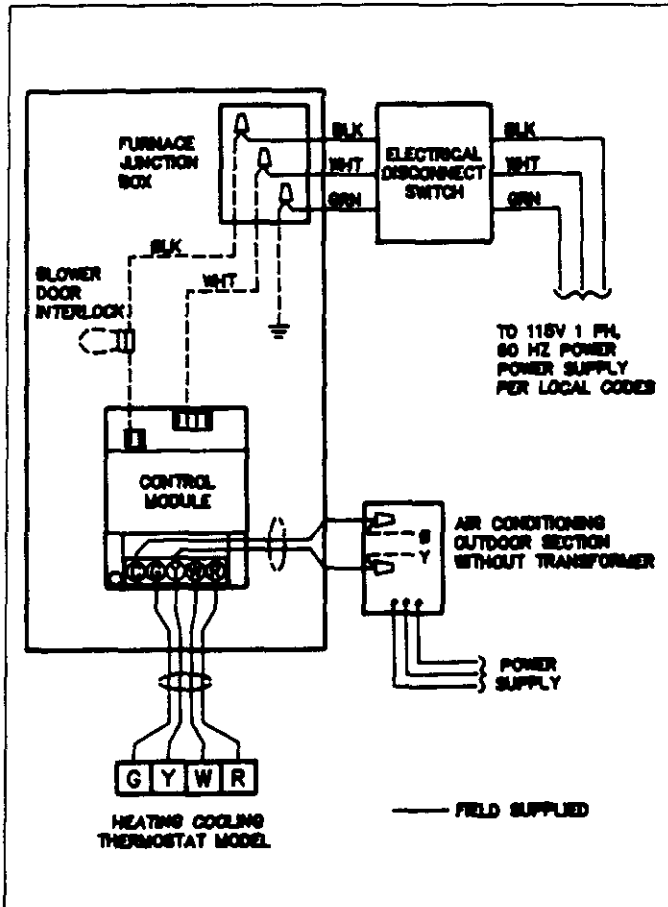 FURNACE
JUNCTION
BOX
BLK
WHT
GRN
ELECTRICAL
DISCONNECT
SWITCH
BLK
WHT
GRN
BLK
WHT
BLOWER
DOOR
INTERLOCK
TO 115V 1 PH,
60 HZ POWER
POWER SUPPLY
PER LOCAL CODES
CONTROL
MODULE
C G Y
AIR CONDITIONING
OUTDOOR SECTION
WITHOUT TRANSFORMER
Y
POWER
SUPPLY
G Y W R
HEATING COOLING
THERMOSTAT MODEL
FIELD SUPPLIED